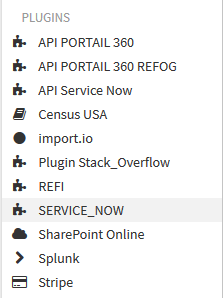 PLUGINS
API PORTAIL 360
API PORTAIL 360 REFOG
API Service Now
Census USA
import.io
Plugin Stack_Overflow
REFI
SERVICE_NOW
SharePoint Online
Splunk
Stripe